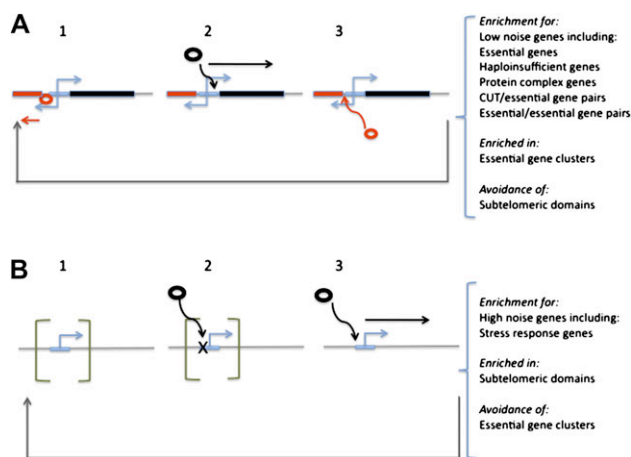 A
1 2 3
Enrichment for:
Low noise genes including:
Essential genes
Haploinsufficient genes
Protein complex genes
CUT/essential gene pairs
Essential/essential gene pairs
Enriched in:
Essential gene clusters
Avoidance of:
Subtelomeric domains
B
1 2 3
X
Enrichment for:
High noise genes including:
Stress response genes
Enriched in:
Subtelomeric domains
Avoidance of:
Essential gene clusters